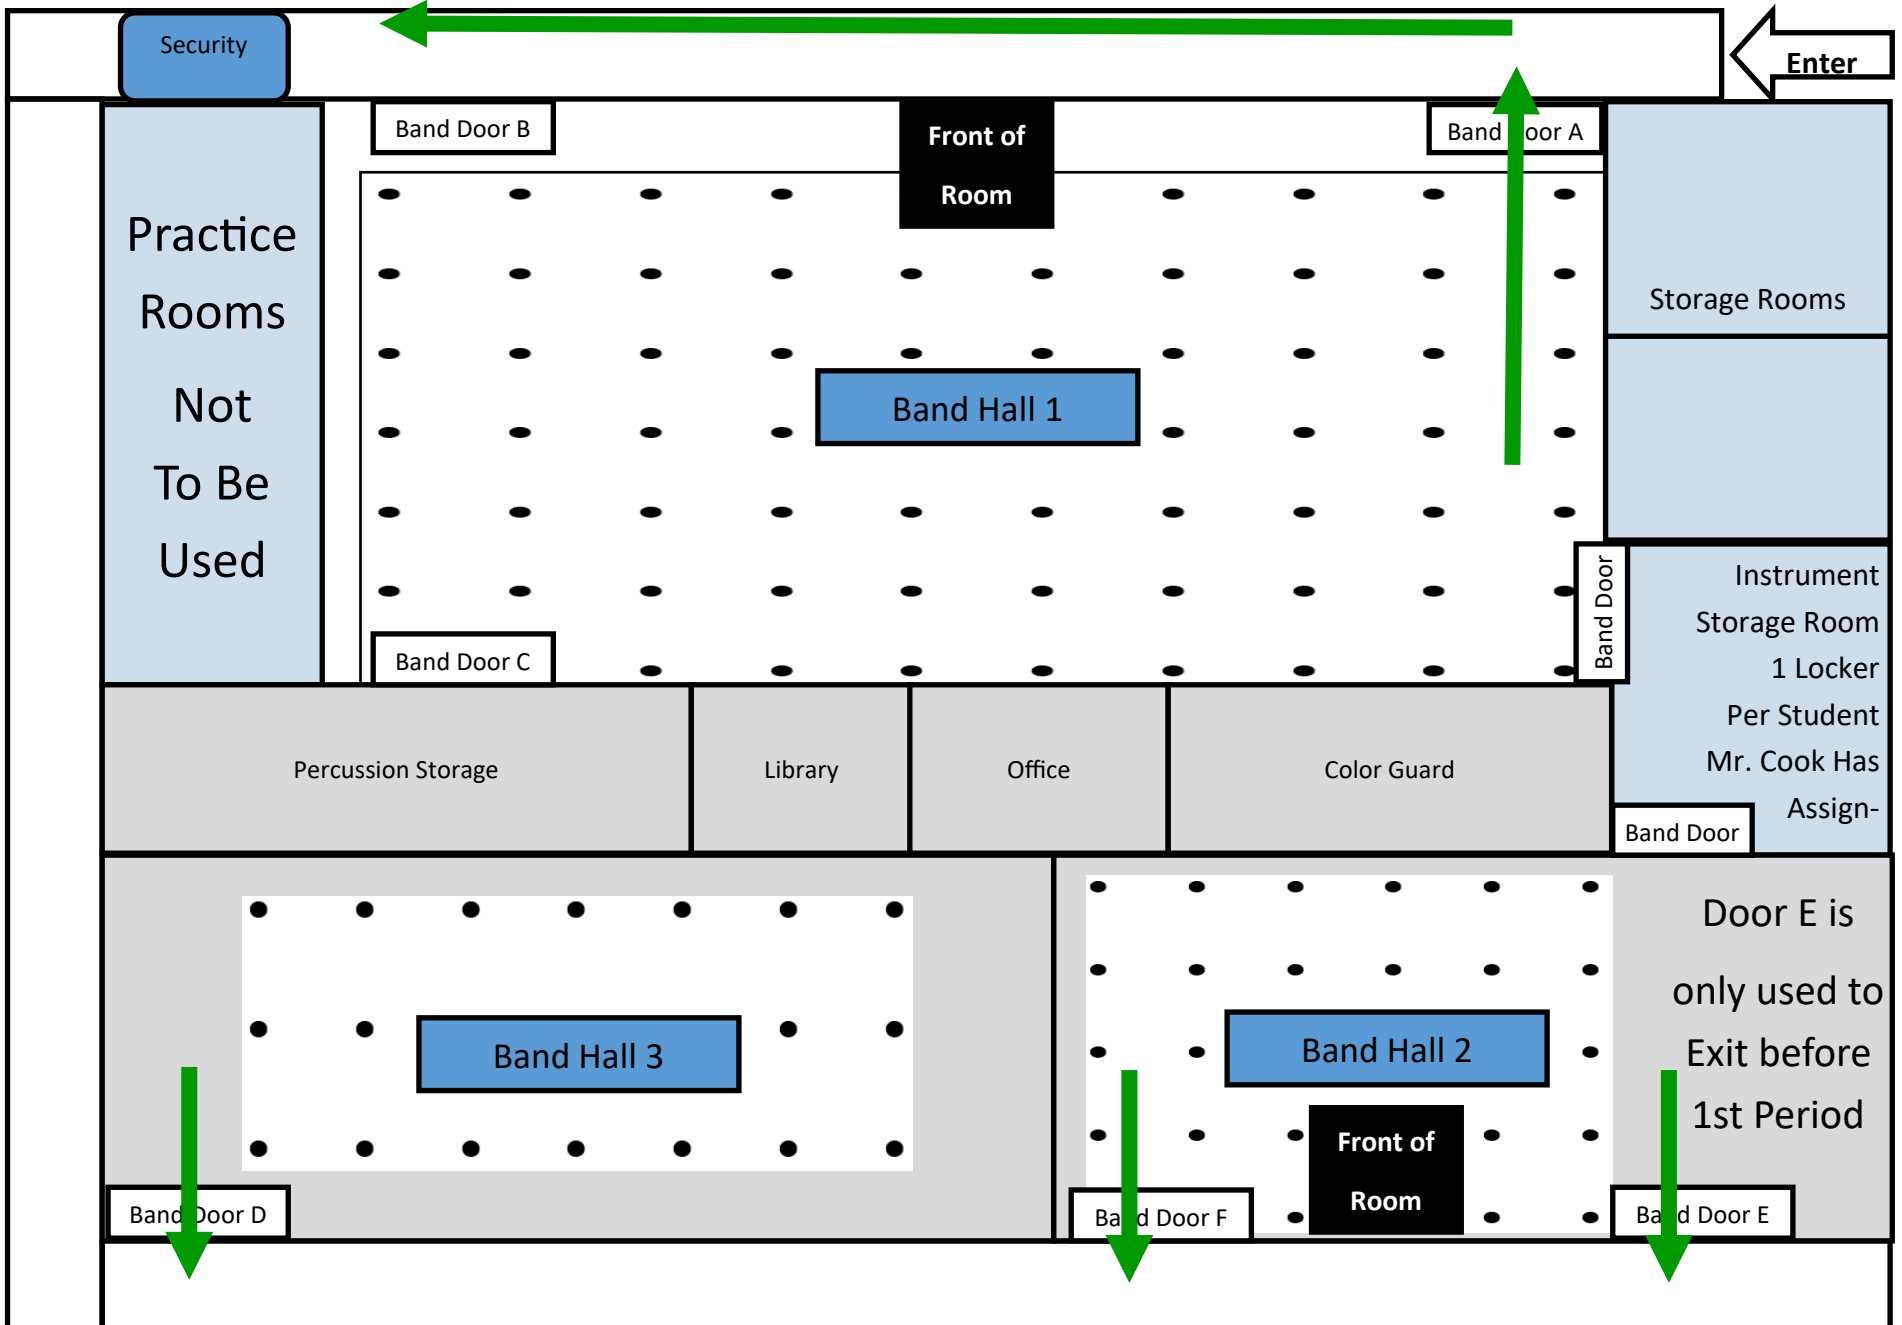 Security
Enter
Band Door B
Front of
Room
Band Door A
Practice
Rooms
Not
To Be
Used
Storage Rooms
Band Hall 1
Band Door
Instrument
Storage Room
1 Locker
Per Student
Mr. Cook Has
Assign-
Band Door C
Percussion Storage
Library
Office
Color Guard
Band Door
Door E is
only used to
Exit before
1st Period
Band Hall 3
Band Hall 2
Front of
Room
Band Door D
Band Door F
Band Door E